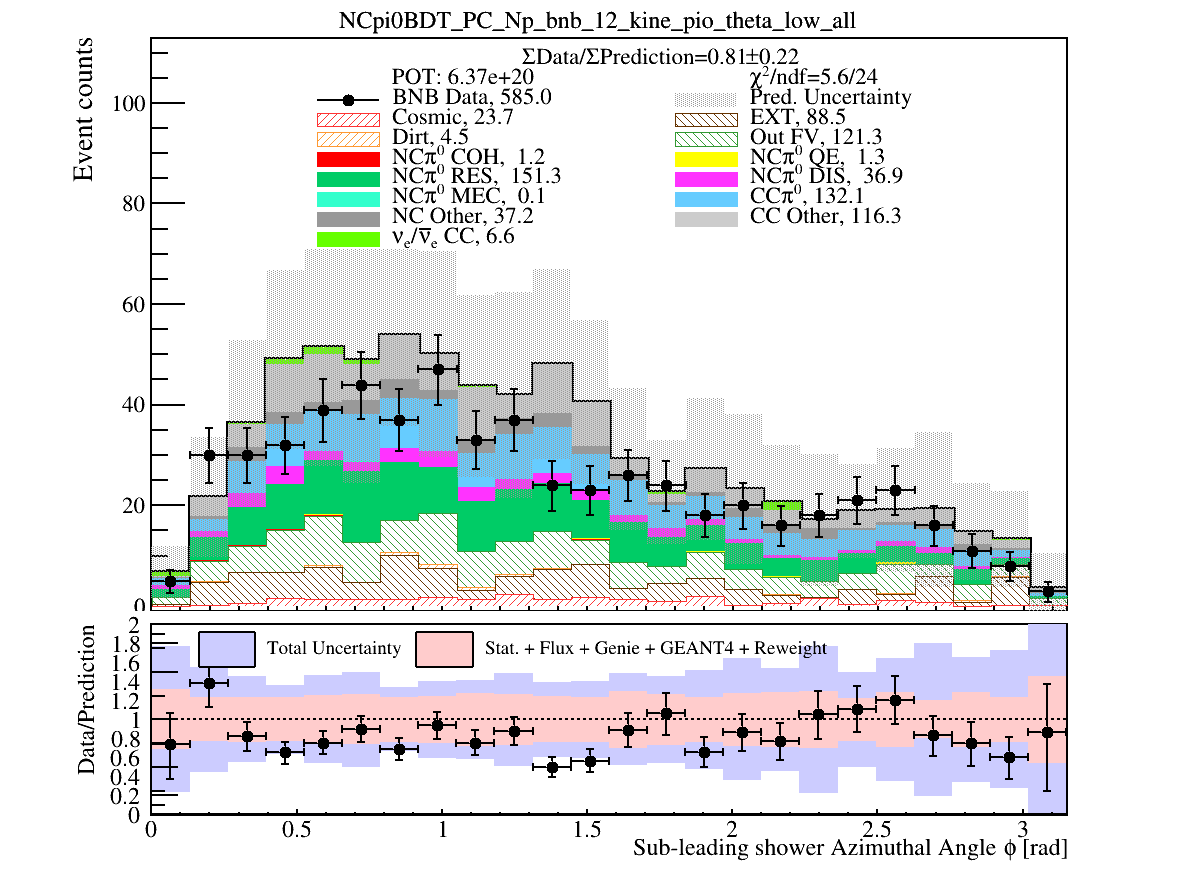 NCpi0BDT_PC_Np_bnb_12_kine_pio_theta_low_all
ΣData/ΣPrediction=0.81±0.22
POT: 6.37e+20
χ²/ndf=5.6/24
BNB Data, 585.0
Pred. Uncertainty
Cosmic, 23.7
EXT, 88.5
Dirt, 4.5
Out FV, 121.3
NCπ⁰ COH, 1.2
NCπ⁰ QE, 1.3
NCπ⁰ RES, 151.3
NCπ⁰ DIS, 36.9
NCπ⁰ MEC, 0.1
CCπ⁰, 132.1
NC Other, 37.2
CC Other, 116.3
νₑ/ν̅ₑ CC, 6.6
Event counts
100
80
60
40
20
0
Data/Prediction
2
1.8
1.6
1.4
1.2
1
0.8
0.6
0.4
0.2
0
Total Uncertainty
Stat. + Flux + Genie + GEANT4 + Reweight
0 0.5 1 1.5 2 2.5 3
Sub-leading shower Azimuthal Angle ϕ [rad]